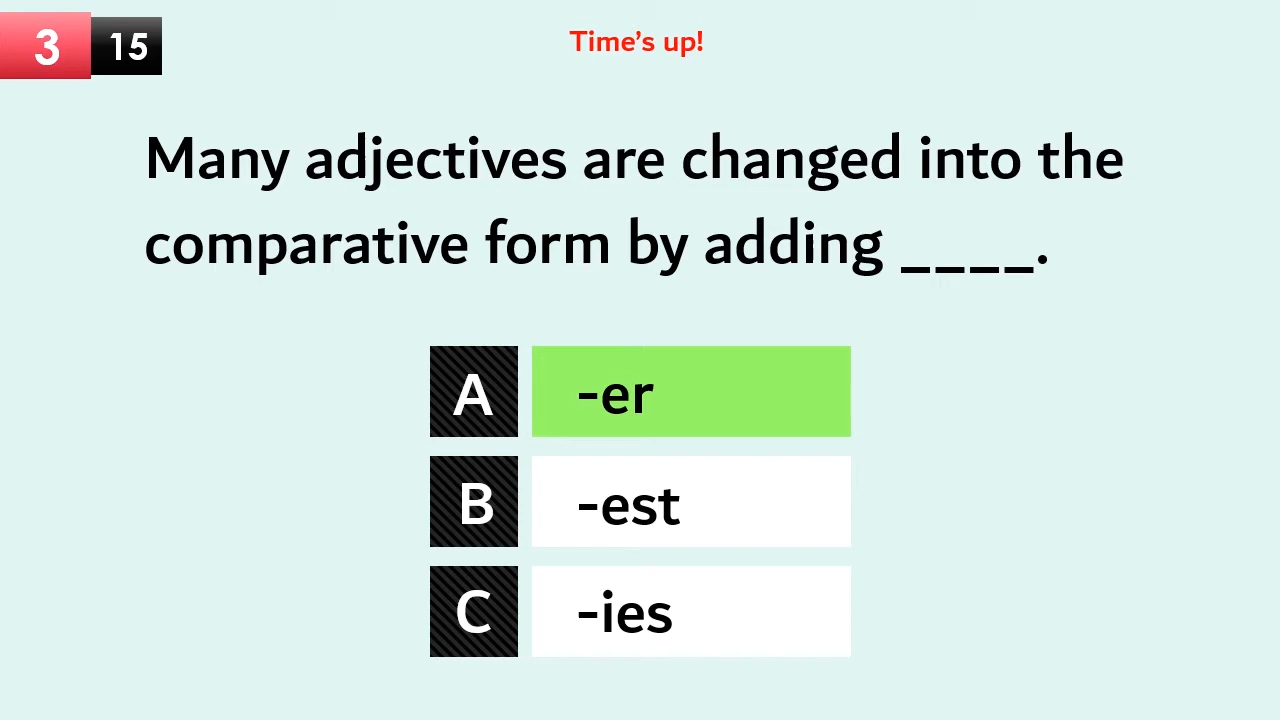 3 15
Time's up!
Many adjectives are changed into the
comparative form by adding ____.
A -er
B -est
C -ies